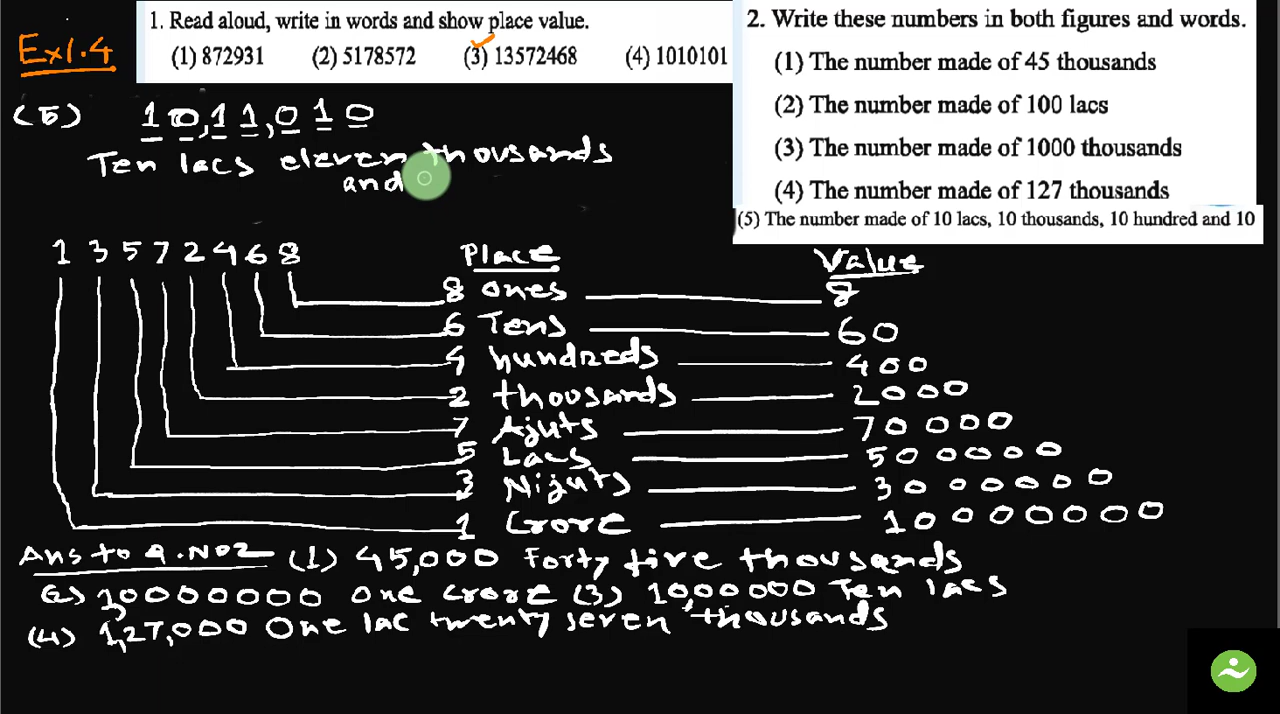 Ex1.4
1. Read aloud, write in words and show place value.
(1) 872931 (2) 5178572 (3) 13572468 (4) 1010101
2. Write these numbers in both figures and words.
(1) The number made of 45 thousands
(2) The number made of 100 lacs
(3) The number made of 1000 thousands
(4) The number made of 127 thousands
(5) The number made of 10 lacs, 10 thousands, 10 hundred and 10
(5) 10,11,010
Ten lacs eleven thousands
and
1 3 5 7 2 4 6 8 Place Value
8 ones 8
6 Tens 60
4 hundreds 400
2 thousands 2000
7 Ajuts 70000
5 Lacs 500000
3 Nijuts 3000000
1 Crore 10000000
Ans to Q.No2 (1) 45,000 Forty five thousands
(2) 10000000 One crore (3) 10,00000 Ten lacs
(4) 1,27,000 One lac twenty seven thousands